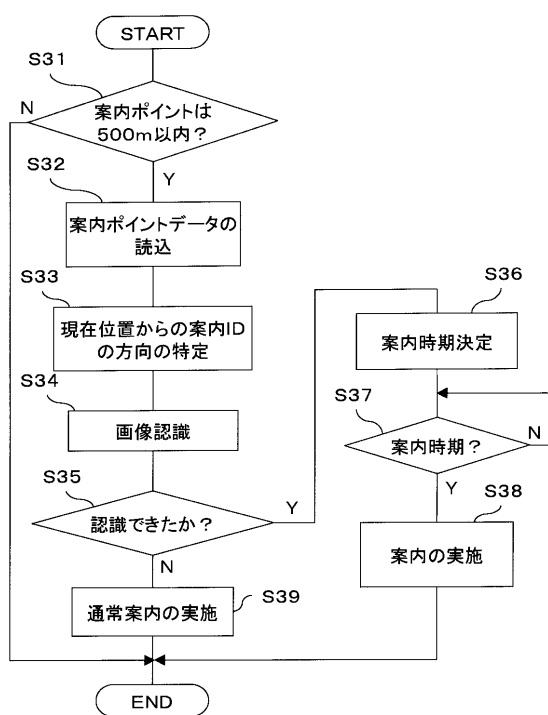 START
S31
N
案内ポイントは
500m以内?
Y
S32
案内ポイントデータの
読込
S33
現在位置からの案内ID
の方向の特定
S34
画像認識
S35
認識できたか?
Y
N
通常案内の実施
S39
S36
案内時期決定
S37
案内時期?
N
Y
S38
案内の実施
END